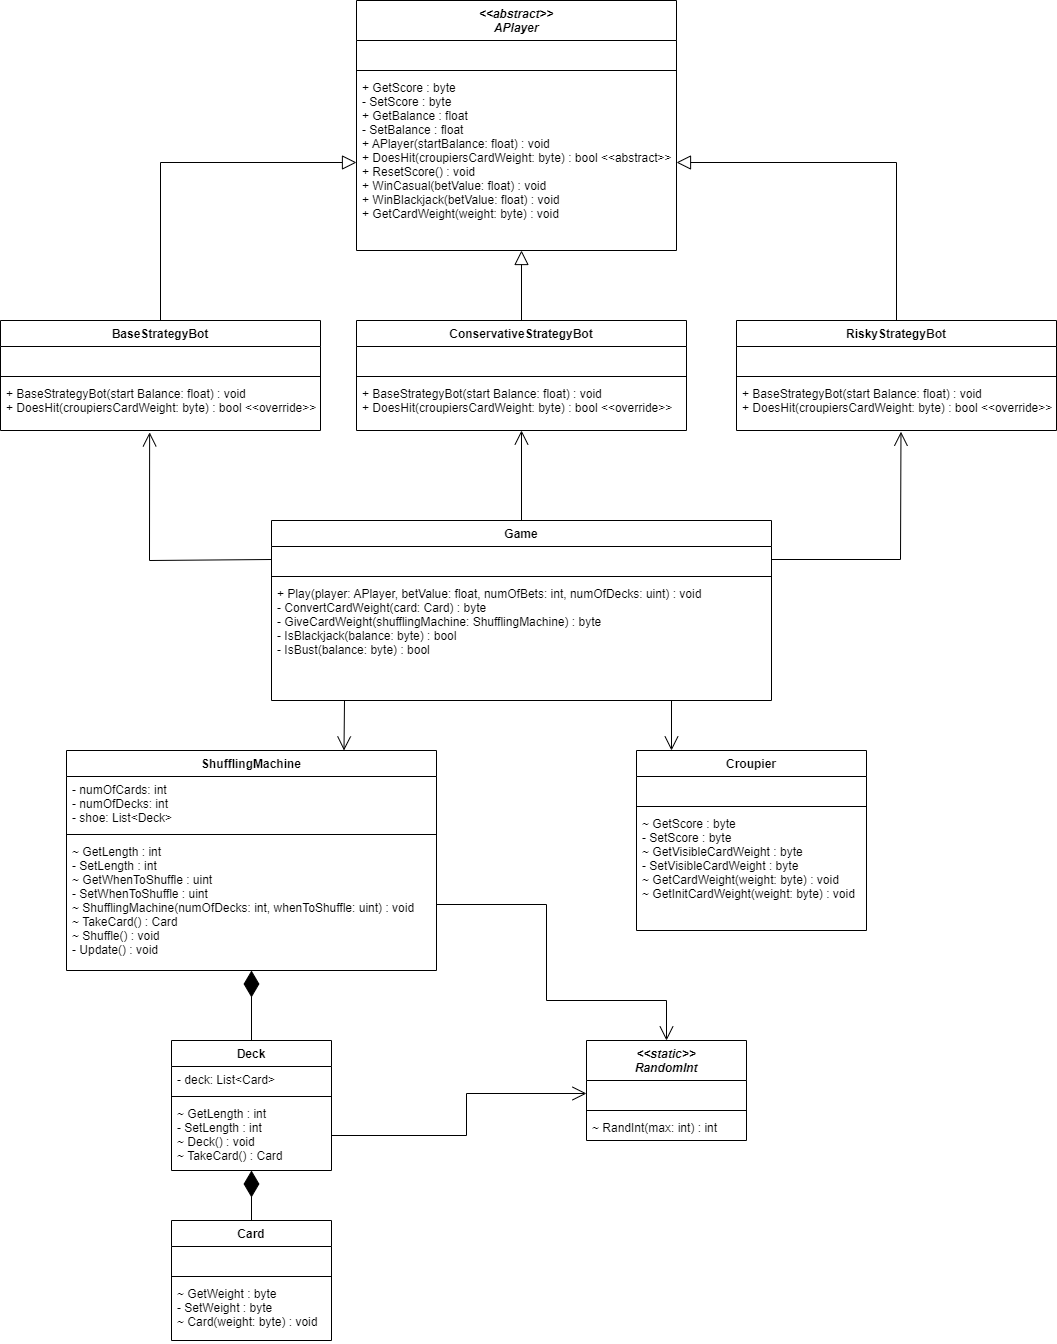 <<abstract>>
APlayer
+ GetScore : byte
- SetScore : byte
+ GetBalance : float
- SetBalance : float
+ APlayer(startBalance: float) : void
+ DoesHit(croupiersCardWeight: byte) : bool <<abstract>>
+ ResetScore() : void
+ WinCasual(betValue: float) : void
+ WinBlackjack(betValue: float) : void
+ GetCardWeight(weight: byte) : void
BaseStrategyBot
+ BaseStrategyBot(start Balance: float) : void
+ DoesHit(croupiersCardWeight: byte) : bool <<override>>
ConservativeStrategyBot
+ BaseStrategyBot(start Balance: float) : void
+ DoesHit(croupiersCardWeight: byte) : bool <<override>>
RiskyStrategyBot
+ BaseStrategyBot(start Balance: float) : void
+ DoesHit(croupiersCardWeight: byte) : bool <<override>>
Game
+ Play(player: APlayer, betValue: float, numOfBets: int, numOfDecks: uint) : void
- ConvertCardWeight(card: Card) : byte
- GiveCardWeight(shufflingMachine: ShufflingMachine) : byte
- IsBlackjack(balance: byte) : bool
- IsBust(balance: byte) : bool
ShufflingMachine
- numOfCards: int
- numOfDecks: int
- shoe: List<Deck>
~ GetLength : int
- SetLength : int
~ GetWhenToShuffle : uint
- SetWhenToShuffle : uint
~ ShufflingMachine(numOfDecks: int, whenToShuffle: uint) : void
~ TakeCard() : Card
~ Shuffle() : void
- Update() : void
Croupier
~ GetScore : byte
- SetScore : byte
~ GetVisibleCardWeight : byte
- SetVisibleCardWeight : byte
~ GetCardWeight(weight: byte) : void
~ GetInitCardWeight(weight: byte) : void
Deck
- deck: List<Card>
~ GetLength : int
- SetLength : int
~ Deck() : void
~ TakeCard() : Card
<<static>>
RandomInt
~ RandInt(max: int) : int
Card
~ GetWeight : byte
- SetWeight : byte
~ Card(weight: byte) : void